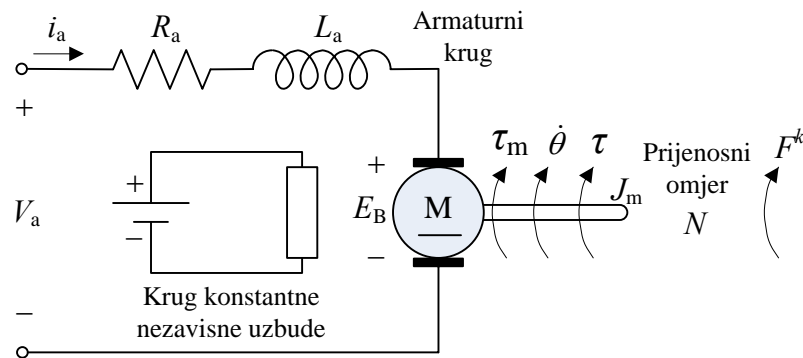 i_a
R_a
L_a
Armaturni
krug
+
+
V_a
+
−
E_B
M
−
τ_m
θ̇
τ
J_m
Prijenosni
omjer
N
F^k
Krug konstantne
nezavisne uzbude
−